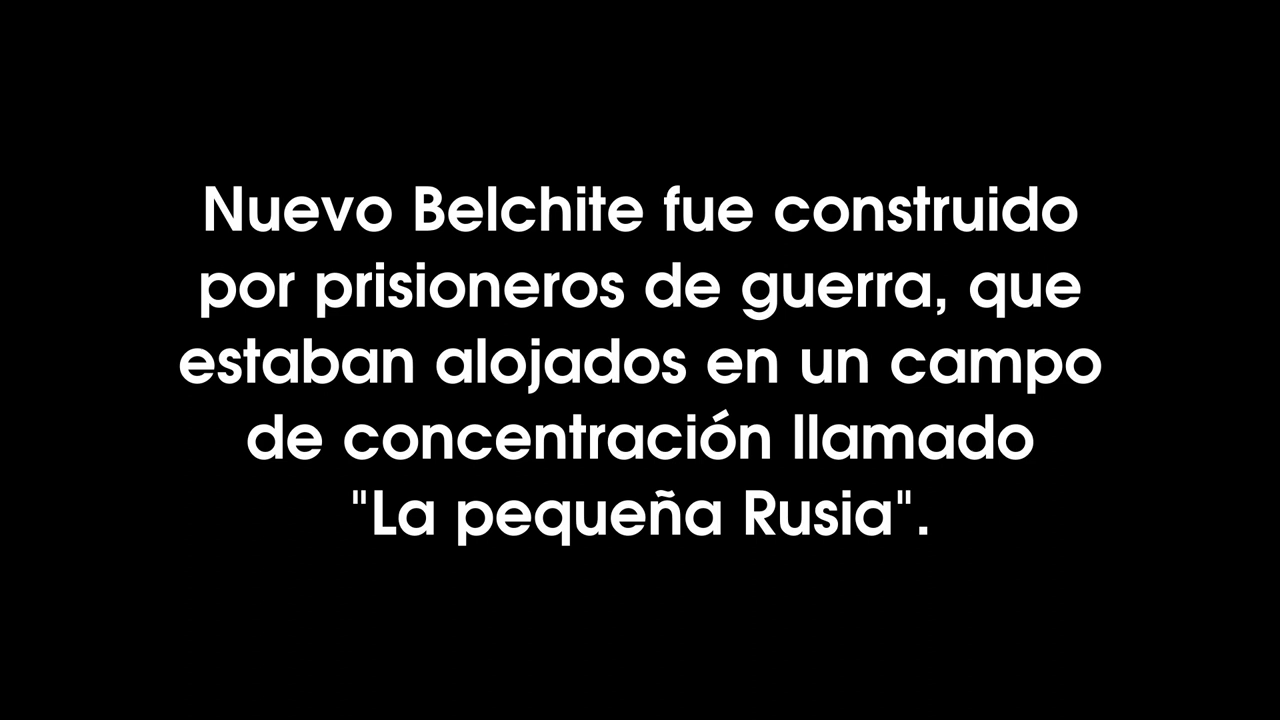 Nuevo Belchite fue construido
por prisioneros de guerra, que
estaban alojados en un campo
de concentración llamado
"La pequeña Rusia".